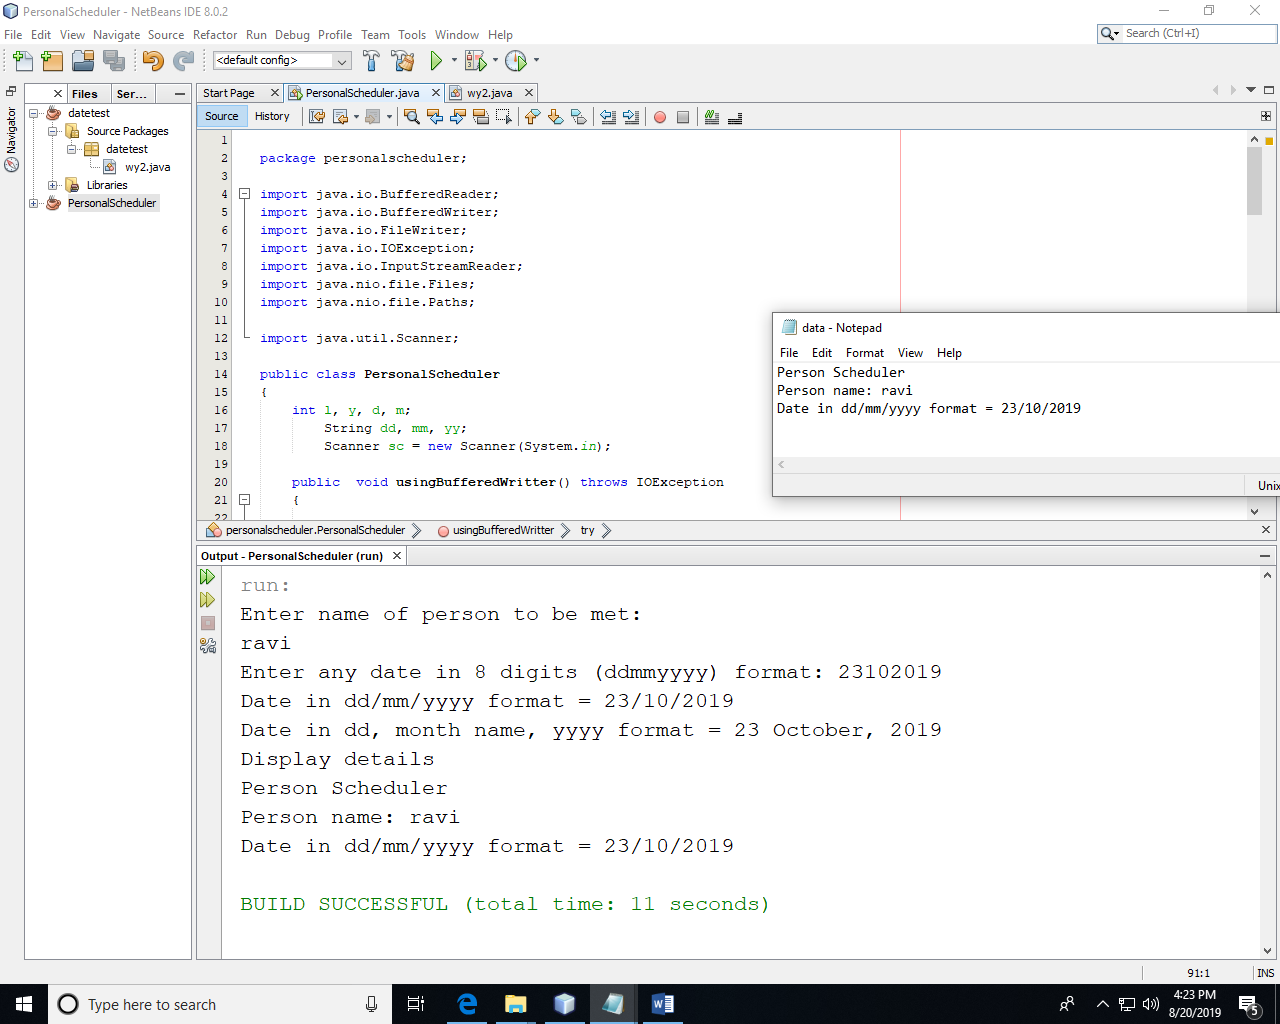 PersonalScheduler - NetBeans IDE 8.0.2
File Edit View Navigate Source Refactor Run Debug Profile Team Tools Window Help
Search (Ctrl+I)
<default config>
Navigator
Files Ser...
datetest
Source Packages
datetest
wy2.java
Libraries
PersonalScheduler
Start Page PersonalScheduler.java wy2.java
Source History
1
2 package personalscheduler;
3
4 import java.io.BufferedReader;
5 import java.io.BufferedWriter;
6 import java.io.FileWriter;
7 import java.io.IOException;
8 import java.io.InputStreamReader;
9 import java.nio.file.Files;
10 import java.nio.file.Paths;
11
12 import java.util.Scanner;
13
14 public class PersonalScheduler
15 {
16 int l, y, d, m;
17 String dd, mm, yy;
18 Scanner sc = new Scanner(System.in);
19
20 public void usingBufferedWritter() throws IOException
21 {
22
data - Notepad
File Edit Format View Help
Person Scheduler
Person name: ravi
Date in dd/mm/yyyy format = 23/10/2019
Unix
personalscheduler.PersonalScheduler usingBufferedWritter try
Output - PersonalScheduler (run)
run:
Enter name of person to be met:
ravi
Enter any date in 8 digits (ddmmyyyy) format: 23102019
Date in dd/mm/yyyy format = 23/10/2019
Date in dd, month name, yyyy format = 23 October, 2019
Display details
Person Scheduler
Person name: ravi
Date in dd/mm/yyyy format = 23/10/2019
BUILD SUCCESSFUL (total time: 11 seconds)
91:1 INS
Type here to search
4:23 PM
8/20/2019
5